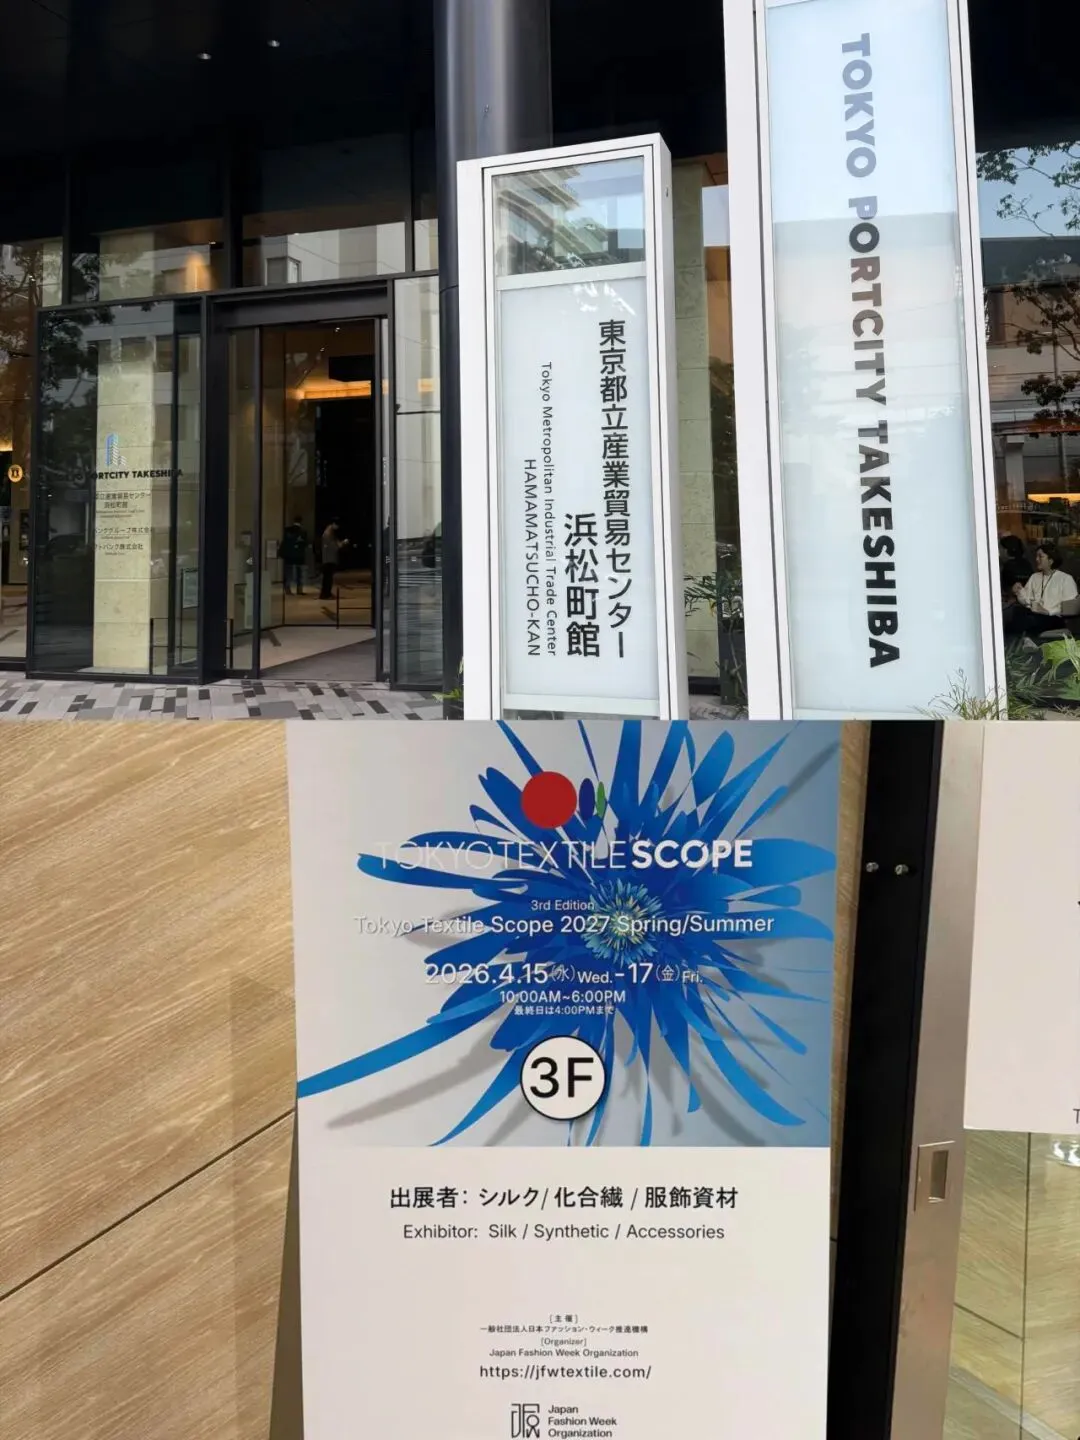 TOKYO PORTCITY TAKESHIBA
東京都立産業貿易センター
浜松町館
Tokyo Metropolitan Industrial Trade Center
HAMAMATSUCHO-KAN
PORTCITY TAKESHIBA
TOKYOTEXTILESCOPE
3rd Edition
Tokyo Textile Scope 2027 Spring/Summer
2026.4.15(水)Wed.-17(金)Fri.
10:00AM~6:00PM
最終日は4:00PMまで
3F
出展者: シルク/ 化合繊 / 服飾資材
Exhibitor: Silk / Synthetic / Accessories
[主 催]
一般社団法人日本ファッション・ウィーク推進機構
[Organizer]
Japan Fashion Week Organization
https://jfwtextile.com/
Japan
Fashion Week
Organization